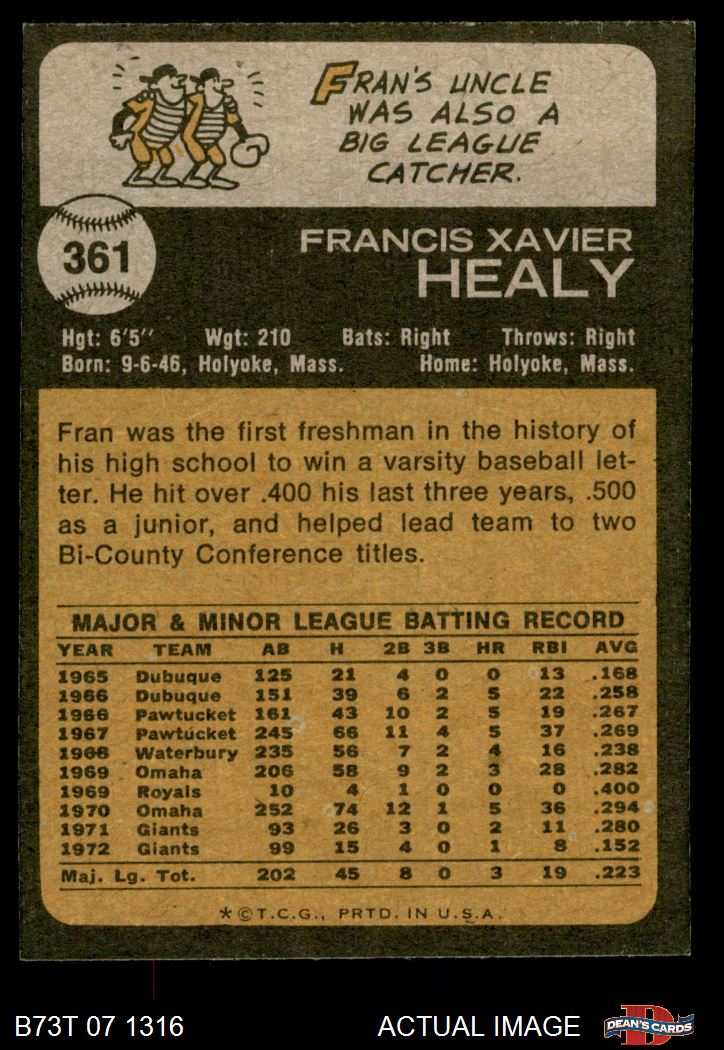 FRAN'S UNCLE
WAS ALSO A
BIG LEAGUE
CATCHER.
361
FRANCIS XAVIER
HEALY
Hgt: 6'5" Wgt: 210 Bats: Right Throws: Right
Born: 9-6-46, Holyoke, Mass. Home: Holyoke, Mass.
Fran was the first freshman in the history of
his high school to win a varsity baseball let-
ter. He hit over .400 his last three years, .500
as a junior, and helped lead team to two
Bi-County Conference titles.
MAJOR & MINOR LEAGUE BATTING RECORD
YEAR TEAM AB H 2B 3B HR RBI AVG
1965 Dubuque 125 21 4 0 0 13 .168
1966 Dubuque 151 39 6 2 5 22 .258
1966 Pawtucket 161 43 10 2 5 19 .267
1967 Pawtucket 245 66 11 4 5 37 .269
1968 Waterbury 235 56 7 2 4 16 .238
1969 Omaha 206 58 9 2 3 28 .282
1969 Royals 10 4 1 0 0 0 .400
1970 Omaha 252 74 12 1 5 36 .294
1971 Giants 93 26 3 0 2 11 .280
1972 Giants 99 15 4 0 1 8 .152
Maj. Lg. Tot. 202 45 8 0 3 19 .223
*©T.C.G., PRTD. IN U.S.A.
B73T 07 1316 ACTUAL IMAGE D DEAN'S CARDS